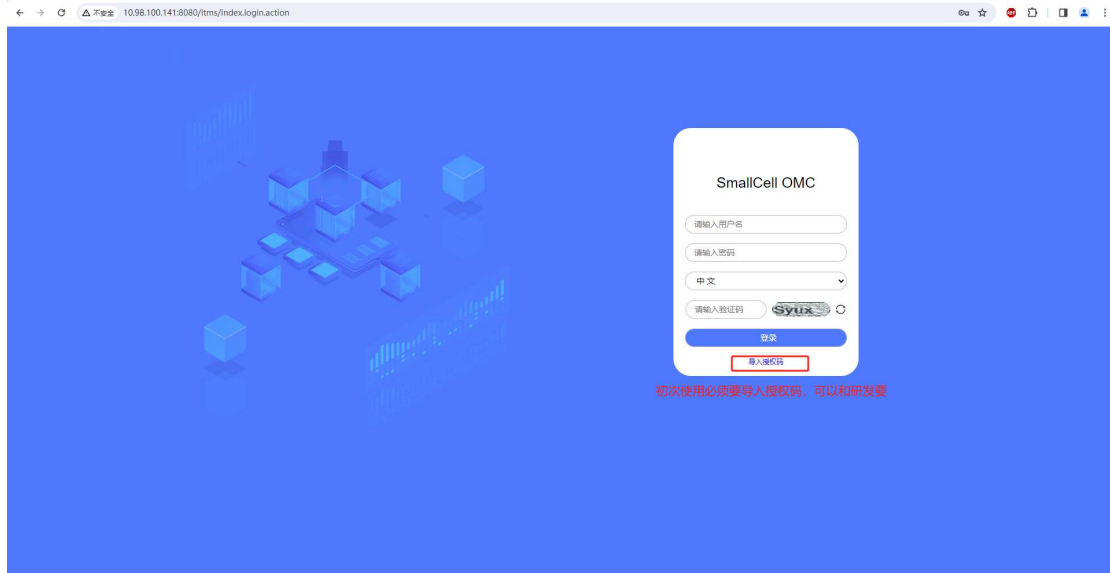 不安全 10.98.100.141:8080/itms/index.login.action
SmallCell OMC
请输入用户名
请输入密码
中文
请输入验证码 Syux
登录
导入授权码
初次使用必须要导入授权码，可以和研发要